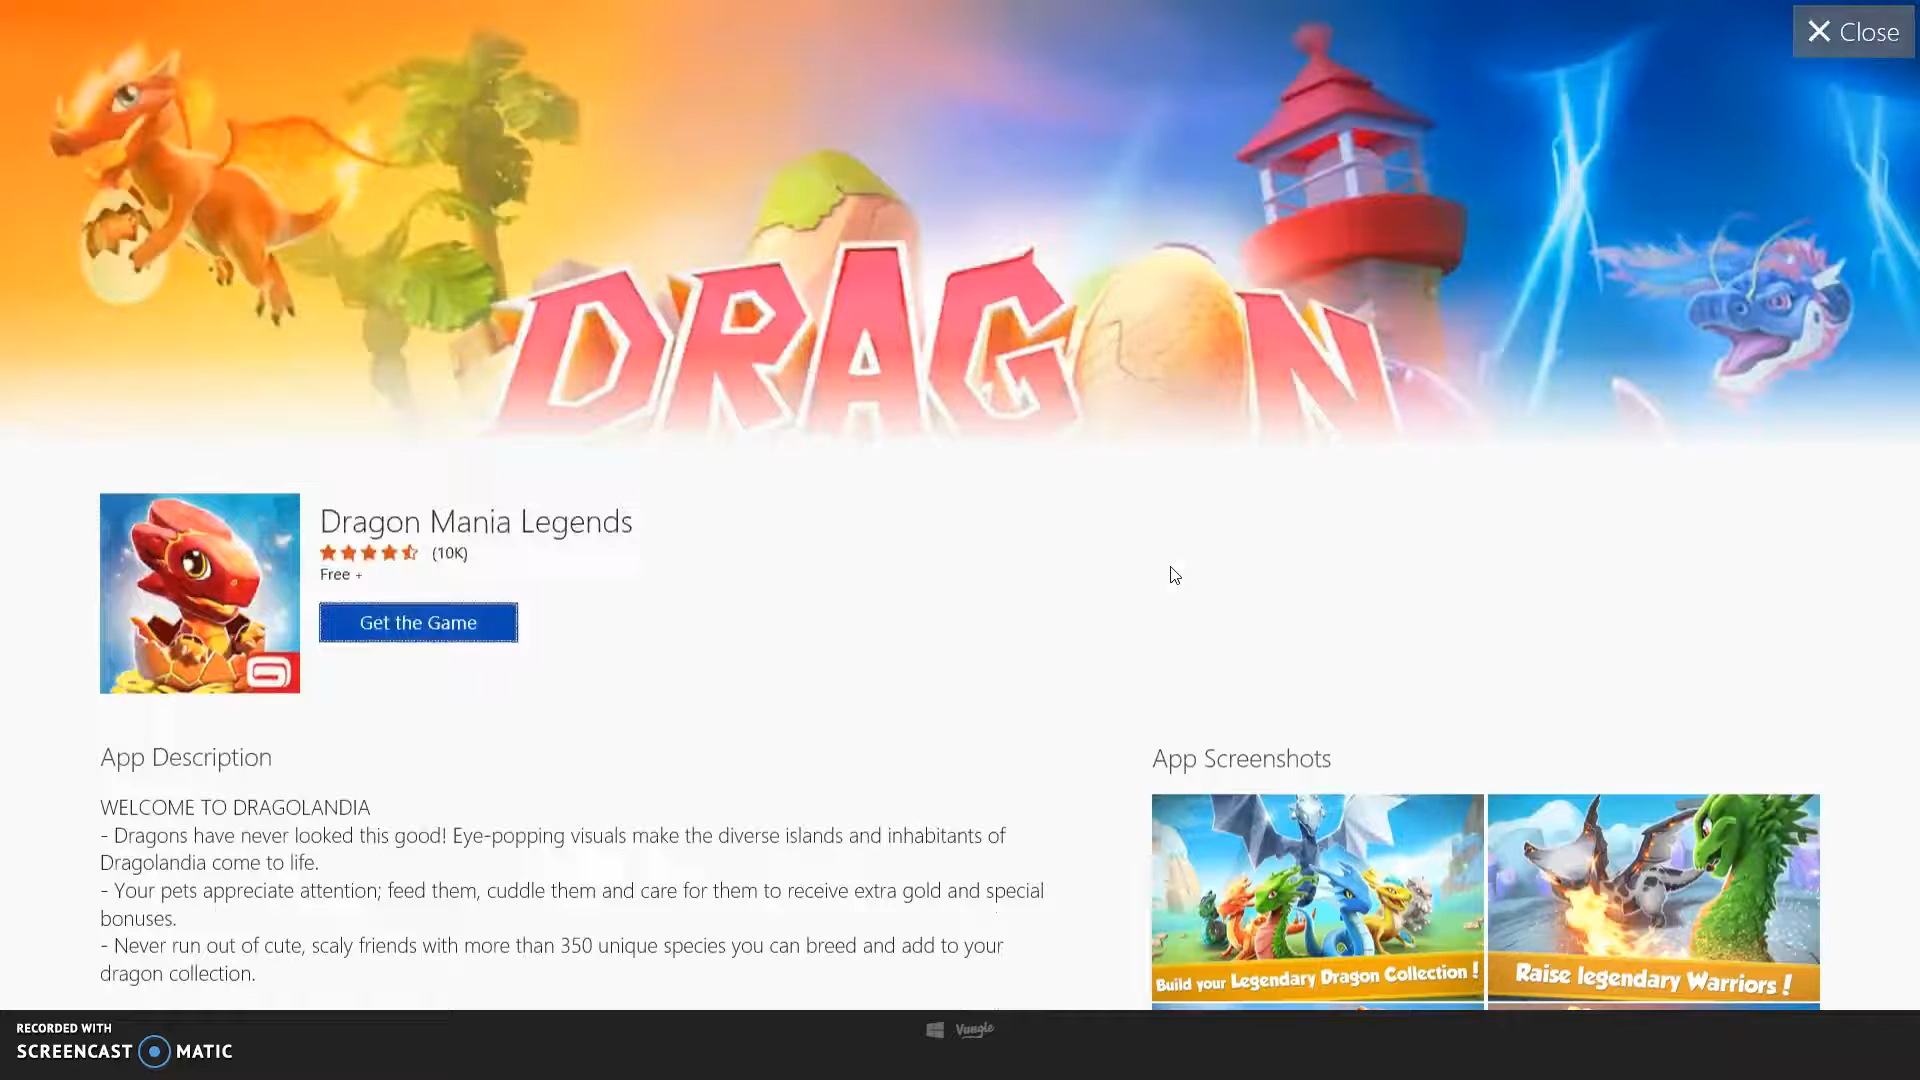 Close
DRAGON
Dragon Mania Legends
(10K)
Free +
Get the Game
App Description
App Screenshots
WELCOME TO DRAGOLANDIA
- Dragons have never looked this good! Eye-popping visuals make the diverse islands and inhabitants of
Dragolandia come to life.
- Your pets appreciate attention; feed them, cuddle them and care for them to receive extra gold and special
bonuses.
- Never run out of cute, scaly friends with more than 350 unique species you can breed and add to your
dragon collection.
Build your Legendary Dragon Collection !
Raise legendary Warriors !
RECORDED WITH
SCREENCAST MATIC
Vungle